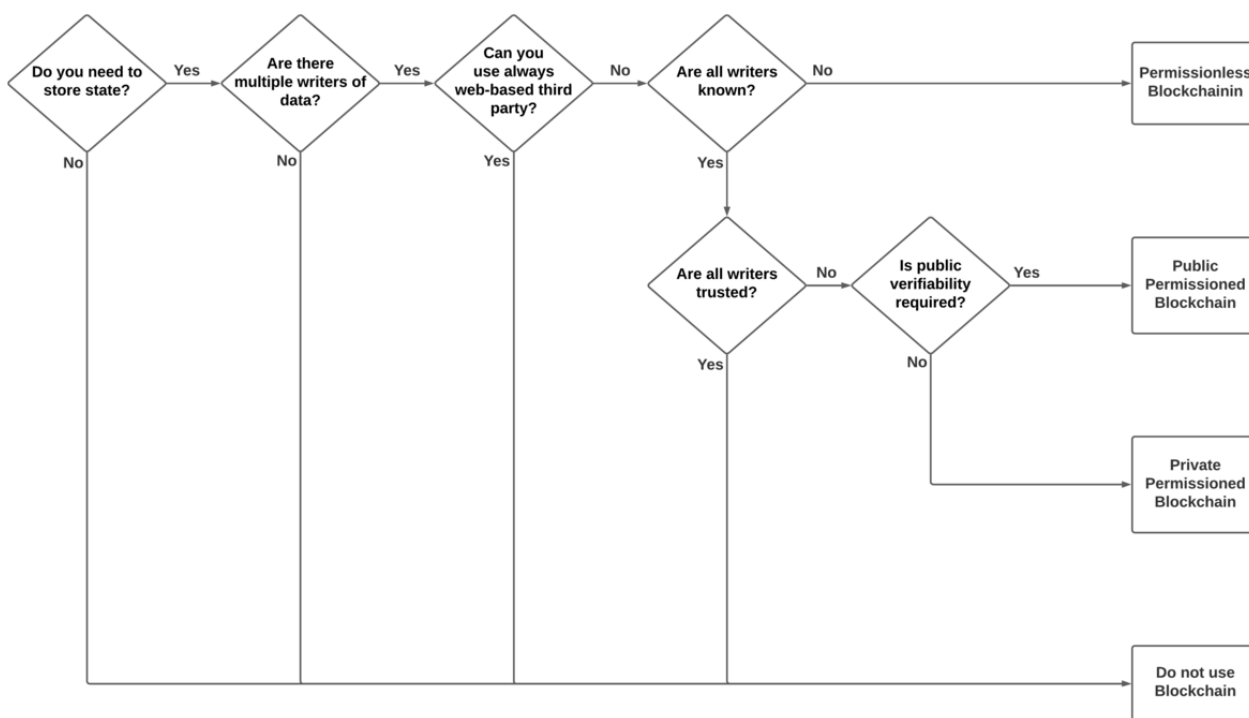 Do you need to
store state?
Yes
Are there
multiple writers of
data?
Yes
Can you
use always
web-based third
party?
No
Are all writers
known?
No
Permissionless
Blockchainin
No
No
Yes
Yes
Are all writers
trusted?
No
Is public
verifiability
required?
Yes
Public
Permissioned
Blockchain
Yes
No
Private
Permissioned
Blockchain
Do not use
Blockchain